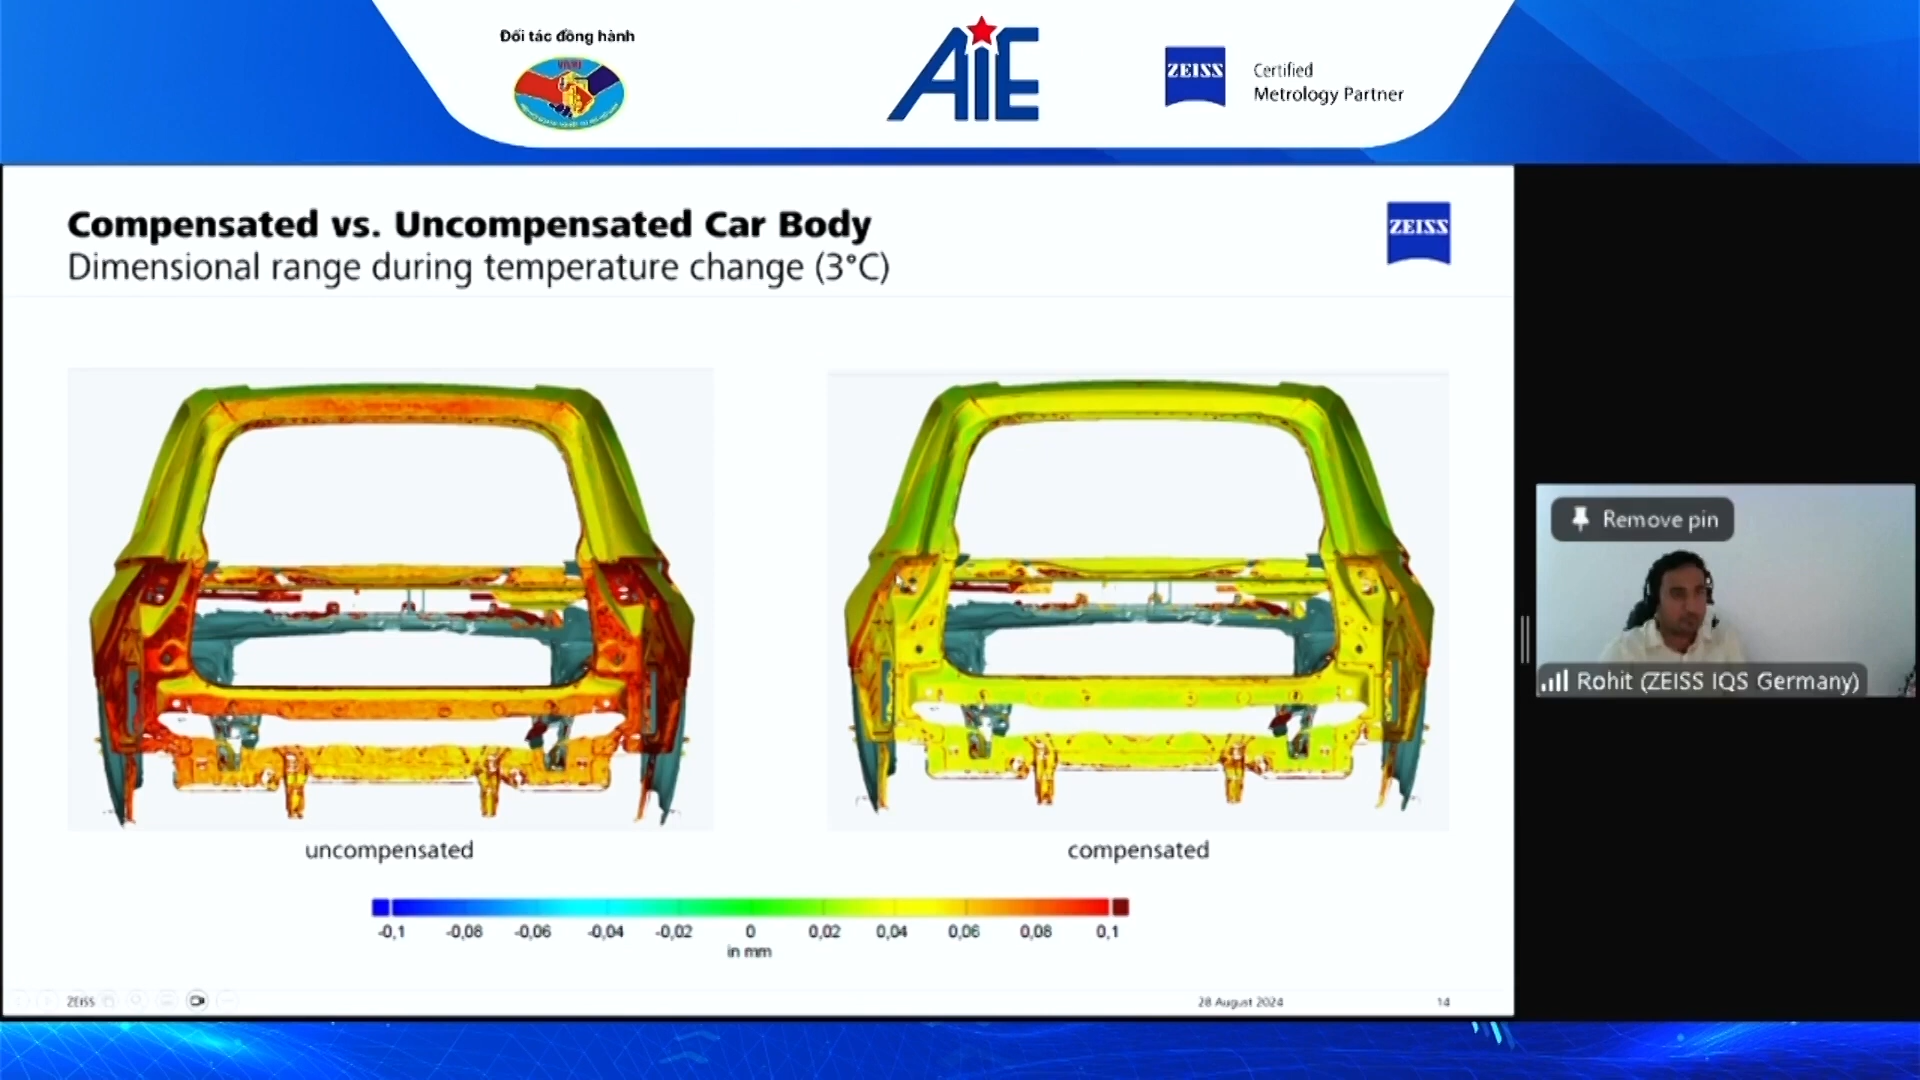 Đối tác đồng hành
AIE
ZEISS
Certified
Metrology Partner
Compensated vs. Uncompensated Car Body
Dimensional range during temperature change (3°C)
ZEISS
Remove pin
Rohit (ZEISS IQS Germany)
uncompensated
compensated
-0,1 -0,08 -0,06 -0,04 -0,02 0 0,02 0,04 0,06 0,08 0,1
in mm
ZEISS
28 August 2024
14